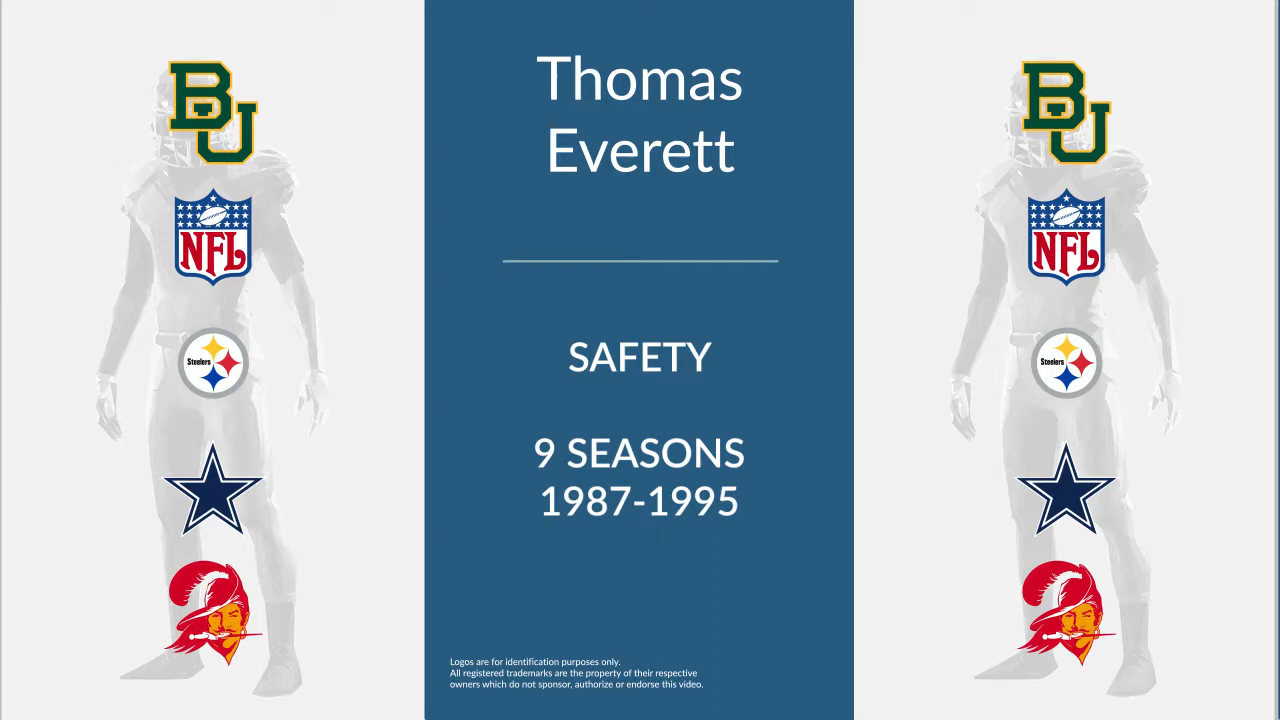 BU
NFL
Steelers
Thomas
Everett
SAFETY
9 SEASONS
1987-1995
Logos are for identification purposes only.
All registered trademarks are the property of their respective
owners which do not sponsor, authorize or endorse this video.
BU
NFL
Steelers